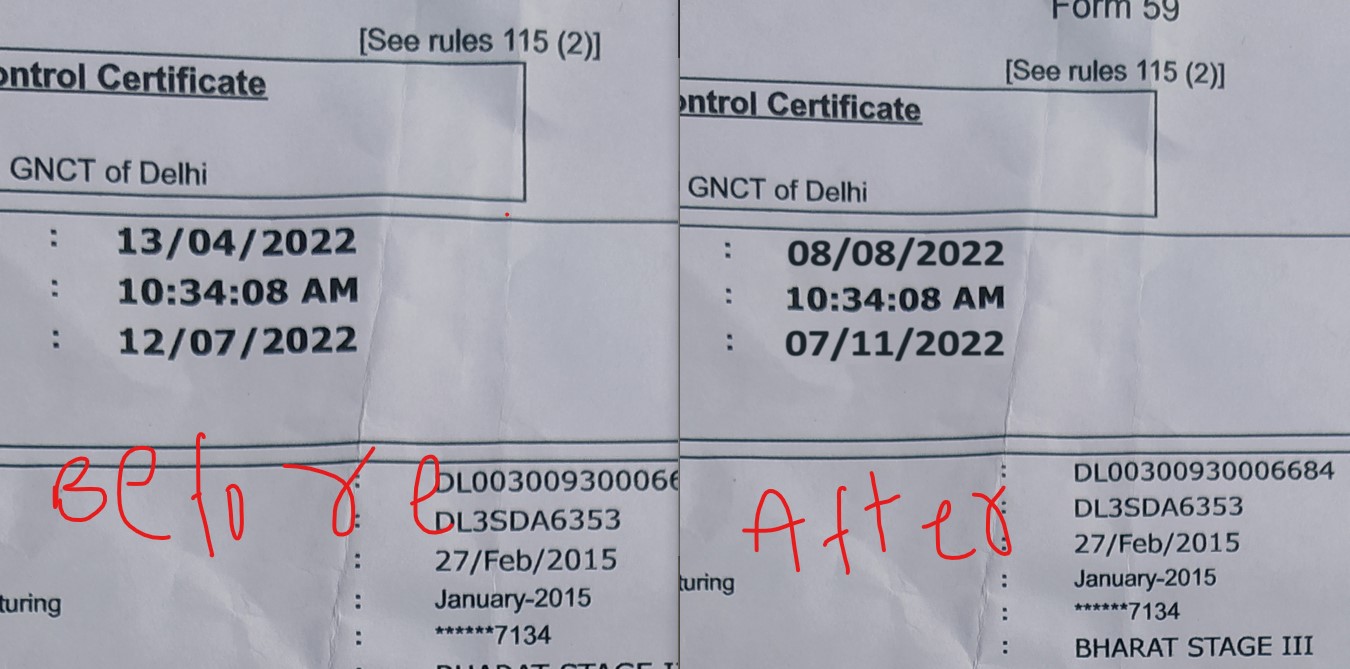 [See rules 115 (2)]
ontrol Certificate
GNCT of Delhi
: 13/04/2022
: 10:34:08 AM
: 12/07/2022
Before
: DL003009300066
: DL3SDA6353
: 27/Feb/2015
turing : January-2015
: ******7134
Form 59
[See rules 115 (2)]
ontrol Certificate
GNCT of Delhi
: 08/08/2022
: 10:34:08 AM
: 07/11/2022
After
: DL00300930006684
: DL3SDA6353
: 27/Feb/2015
turing : January-2015
: ******7134
: BHARAT STAGE III